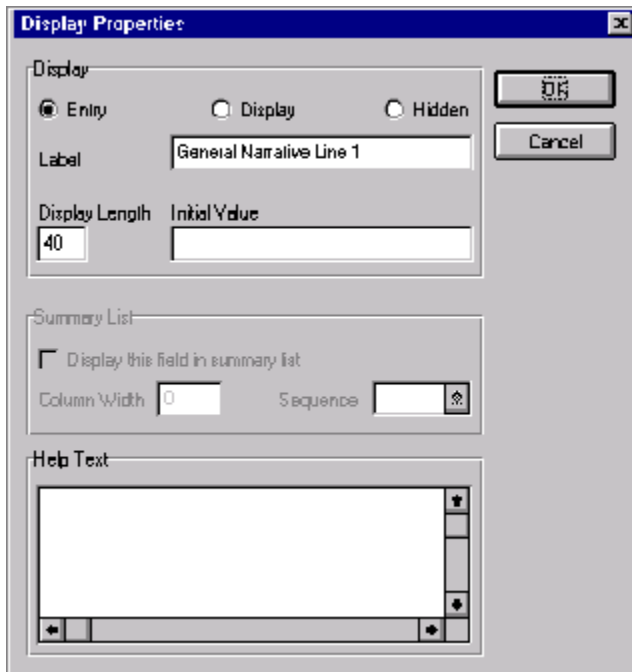 Display Properties
Display
Entry Display Hidden
Label General Narrative Line 1
Display Length Initial Value
40
OK
Cancel
Summary List
Display this field in summary list
Column Width 0 Sequence
Help Text